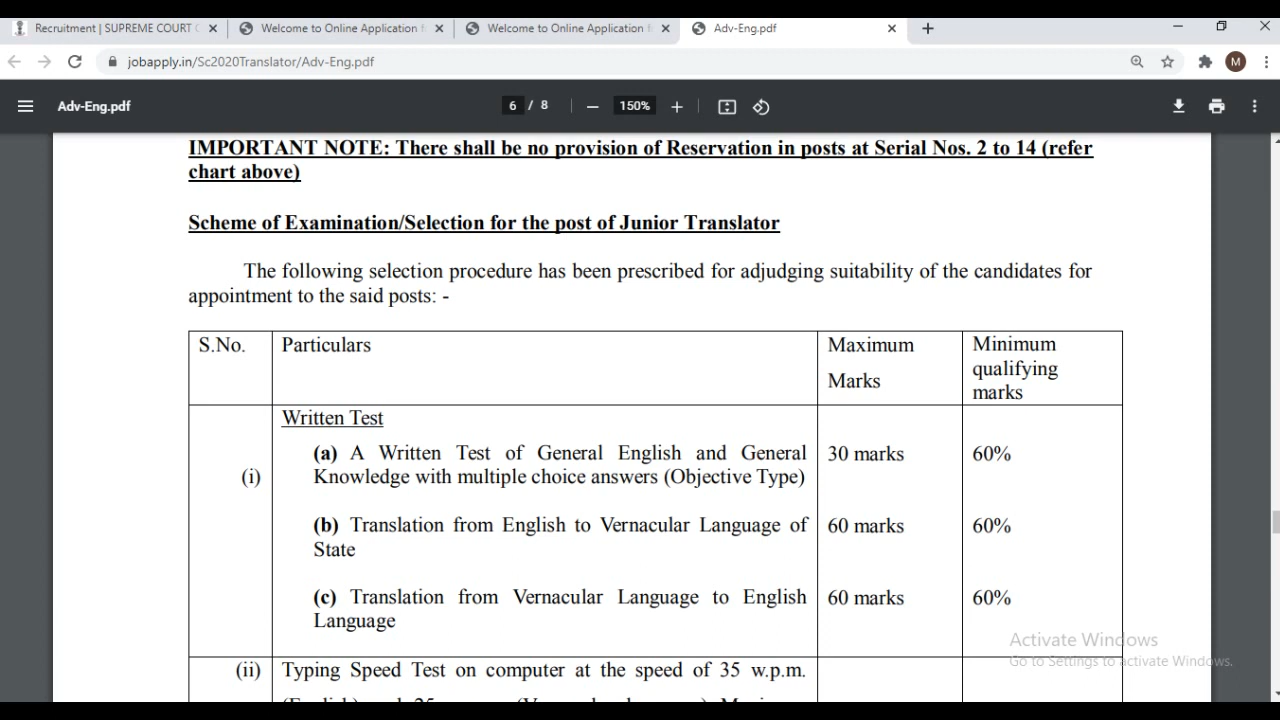 Recruitment | SUPREME COURT
Welcome to Online Application
Welcome to Online Application
Adv-Eng.pdf
jobapply.in/Sc2020Translator/Adv-Eng.pdf
M
Adv-Eng.pdf
6 / 8
150%
IMPORTANT NOTE: There shall be no provision of Reservation in posts at Serial Nos. 2 to 14 (refer
chart above)
Scheme of Examination/Selection for the post of Junior Translator
The following selection procedure has been prescribed for adjudging suitability of the candidates for
appointment to the said posts: -
S.No.
Particulars
Maximum
Marks
Minimum
qualifying
marks
Written Test
(i)
(a) A Written Test of General English and General
Knowledge with multiple choice answers (Objective Type)
30 marks
60%
(b) Translation from English to Vernacular Language of
State
60 marks
60%
(c) Translation from Vernacular Language to English
Language
60 marks
60%
(ii)
Typing Speed Test on computer at the speed of 35 w.p.m.
Activate Windows
Go to Settings to activate Windows.